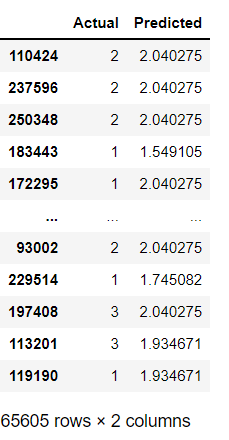 Actual Predicted
110424 2 2.040275
237596 2 2.040275
250348 2 2.040275
183443 1 1.549105
172295 1 2.040275
... ... ...
93002 2 2.040275
229514 1 1.745082
197408 3 2.040275
113201 3 1.934671
119190 1 1.934671
65605 rows × 2 columns